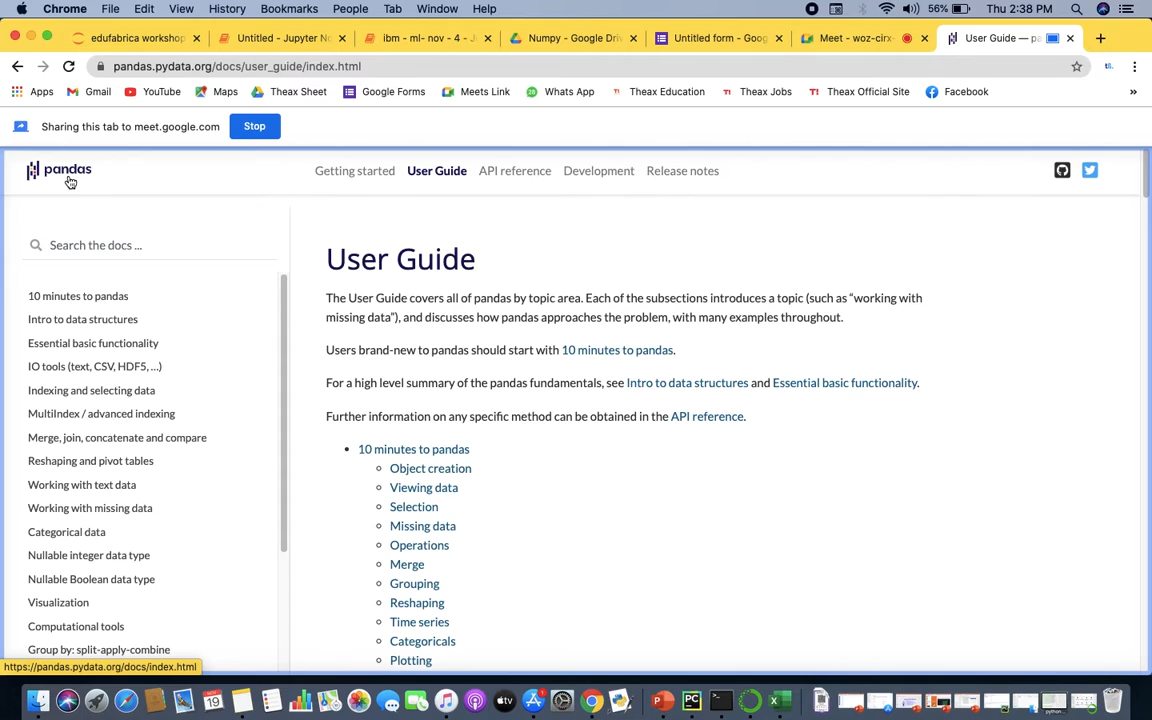 Chrome File Edit View History Bookmarks People Tab Window Help 56% Thu 2:38 PM
edufabrica workshop Untitled - Jupyter No ibm - ml- nov - 4 - J Numpy - Google Driv Untitled form - Goog Meet - woz-cirx- User Guide — pa
pandas.pydata.org/docs/user_guide/index.html
Apps Gmail YouTube Maps Theax Sheet Google Forms Meets Link Whats App Theax Education Theax Jobs Theax Official Site Facebook »
Sharing this tab to meet.google.com Stop
pandas Getting started User Guide API reference Development Release notes
Search the docs ...
10 minutes to pandas
Intro to data structures
Essential basic functionality
IO tools (text, CSV, HDF5, …)
Indexing and selecting data
MultiIndex / advanced indexing
Merge, join, concatenate and compare
Reshaping and pivot tables
Working with text data
Working with missing data
Categorical data
Nullable integer data type
Nullable Boolean data type
Visualization
Computational tools
Group by: split-apply-combine
https://pandas.pydata.org/docs/index.html
User Guide
The User Guide covers all of pandas by topic area. Each of the subsections introduces a topic (such as “working with
missing data”), and discusses how pandas approaches the problem, with many examples throughout.
Users brand-new to pandas should start with 10 minutes to pandas.
For a high level summary of the pandas fundamentals, see Intro to data structures and Essential basic functionality.
Further information on any specific method can be obtained in the API reference.
10 minutes to pandas
Object creation
Viewing data
Selection
Missing data
Operations
Merge
Grouping
Reshaping
Time series
Categoricals
Plotting